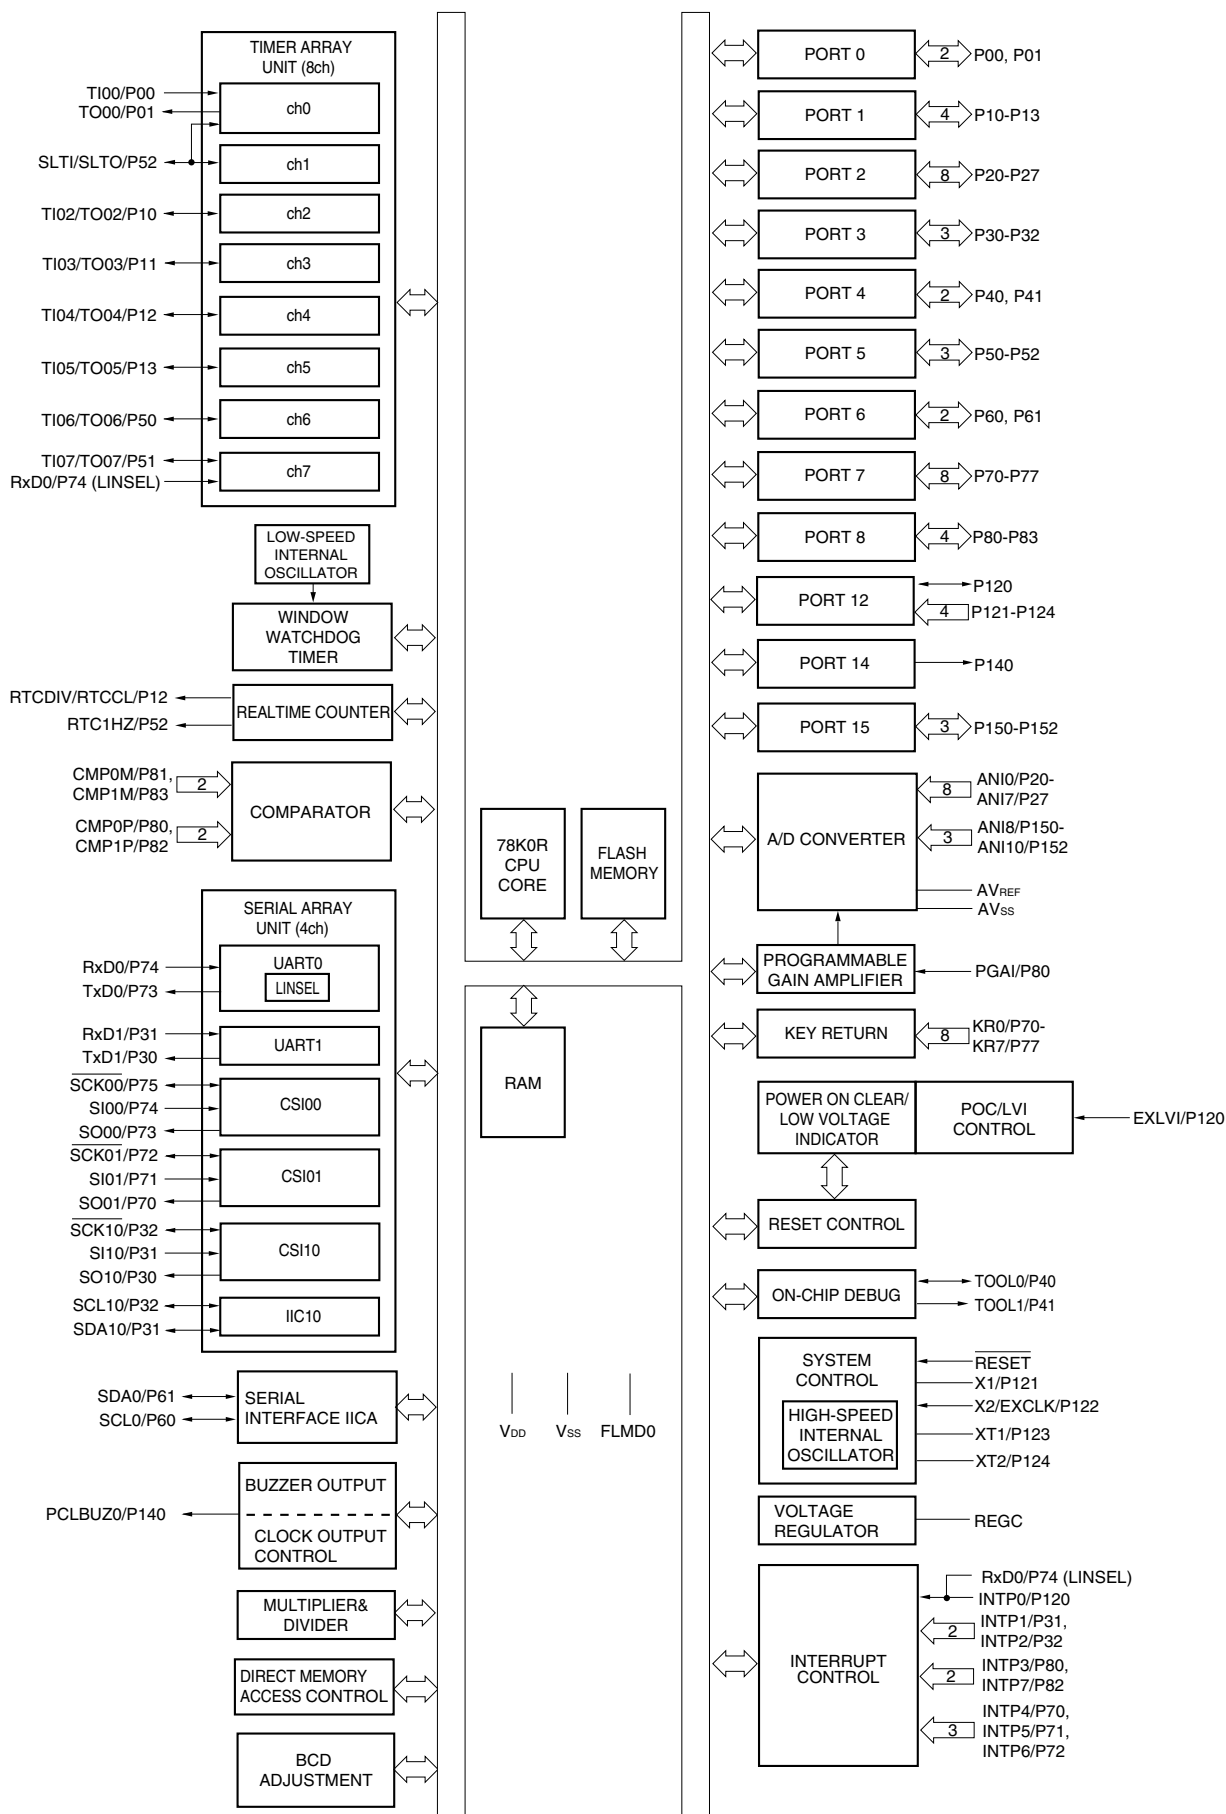 TIMER ARRAY
UNIT (8ch)
TI00/P00
TO00/P01
ch0
SLTI/SLTO/P52
ch1
TI02/TO02/P10
ch2
TI03/TO03/P11
ch3
TI04/TO04/P12
ch4
TI05/TO05/P13
ch5
TI06/TO06/P50
ch6
TI07/TO07/P51
RxD0/P74 (LINSEL)
ch7
LOW-SPEED
INTERNAL
OSCILLATOR
WINDOW
WATCHDOG
TIMER
RTCDIV/RTCCL/P12
RTC1HZ/P52
REALTIME COUNTER
CMP0M/P81,
CMP1M/P83
2
CMP0P/P80,
CMP1P/P82
2
COMPARATOR
SERIAL ARRAY
UNIT (4ch)
RxD0/P74
TxD0/P73
UART0
LINSEL
RxD1/P31
TxD1/P30
UART1
SCK00/P75
SI00/P74
SO00/P73
CSI00
SCK01/P72
SI01/P71
SO01/P70
CSI01
SCK10/P32
SI10/P31
SO10/P30
CSI10
SCL10/P32
SDA10/P31
IIC10
SDA0/P61
SCL0/P60
SERIAL
INTERFACE IICA
PCLBUZ0/P140
BUZZER OUTPUT
CLOCK OUTPUT
CONTROL
MULTIPLIER&
DIVIDER
DIRECT MEMORY
ACCESS CONTROL
BCD
ADJUSTMENT
78K0R
CPU
CORE
FLASH
MEMORY
RAM
VDD
VSS
FLMD0
PORT 0
2
P00, P01
PORT 1
4
P10-P13
PORT 2
8
P20-P27
PORT 3
3
P30-P32
PORT 4
2
P40, P41
PORT 5
3
P50-P52
PORT 6
2
P60, P61
PORT 7
8
P70-P77
PORT 8
4
P80-P83
PORT 12
P120
4
P121-P124
PORT 14
P140
PORT 15
3
P150-P152
A/D CONVERTER
8
ANI0/P20-
ANI7/P27
3
ANI8/P150-
ANI10/P152
AVREF
AVSS
PROGRAMMABLE
GAIN AMPLIFIER
PGAI/P80
KEY RETURN
8
KR0/P70-
KR7/P77
POWER ON CLEAR/
LOW VOLTAGE
INDICATOR
POC/LVI
CONTROL
EXLVI/P120
RESET CONTROL
ON-CHIP DEBUG
TOOL0/P40
TOOL1/P41
SYSTEM
CONTROL
HIGH-SPEED
INTERNAL
OSCILLATOR
RESET
X1/P121
X2/EXCLK/P122
XT1/P123
XT2/P124
VOLTAGE
REGULATOR
REGC
INTERRUPT
CONTROL
RxD0/P74 (LINSEL)
INTP0/P120
2
INTP1/P31,
INTP2/P32
2
INTP3/P80,
INTP7/P82
3
INTP4/P70,
INTP5/P71,
INTP6/P72